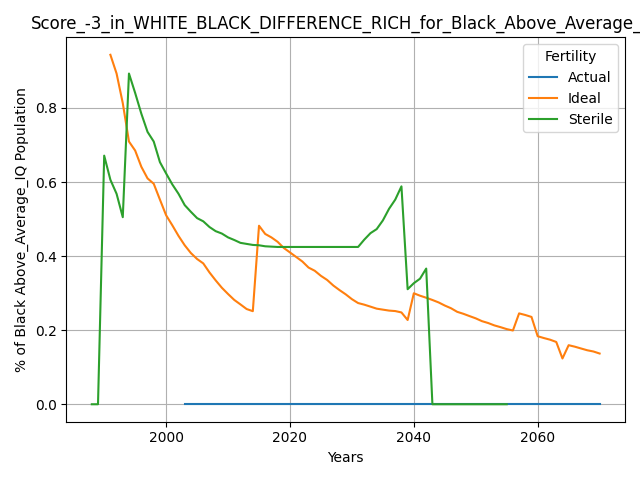 Score_-3_in_WHITE_BLACK_DIFFERENCE_RICH_for_Black_Above_Average_
Fertility
Actual
Ideal
Sterile
% of Black Above_Average_IQ Population
0.8
0.6
0.4
0.2
0.0
2000 2020 2040 2060
Years